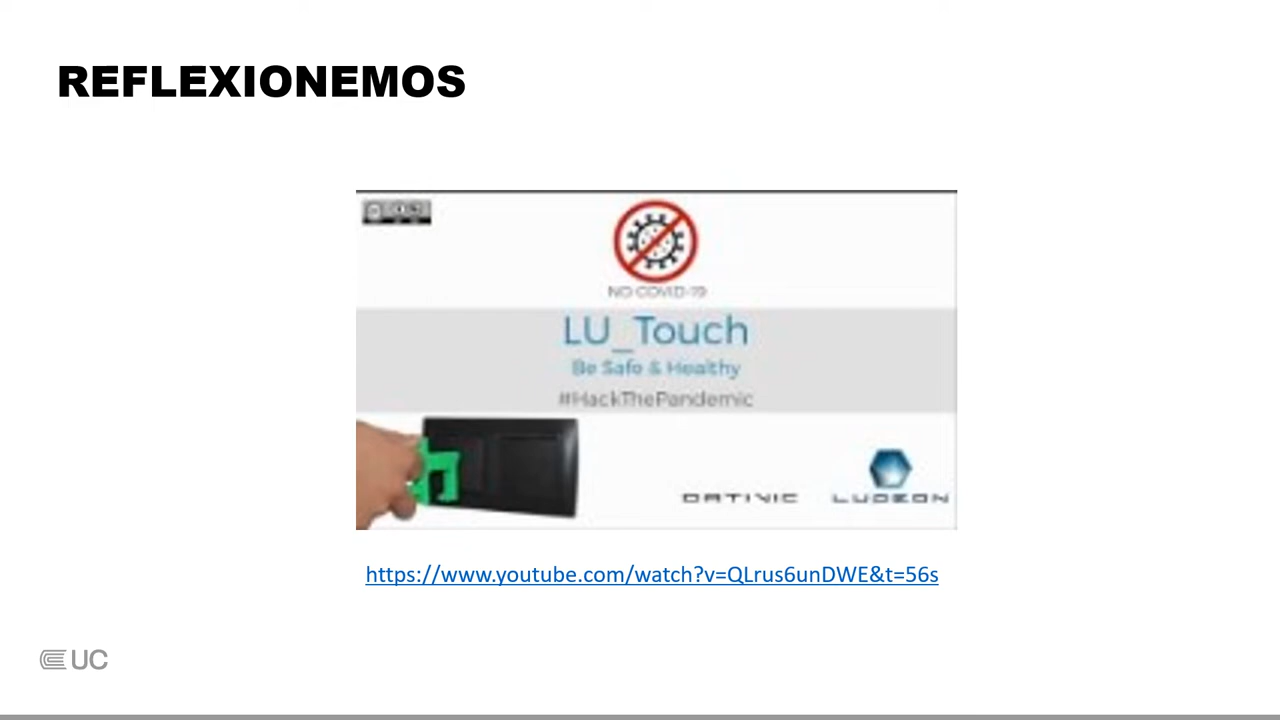 REFLEXIONEMOS
NO COVID-19
LU_Touch
Be Safe & Healthy
#HackThePandemic
LUDEON
https://www.youtube.com/watch?v=QLrus6unDWE&t=56s
UC